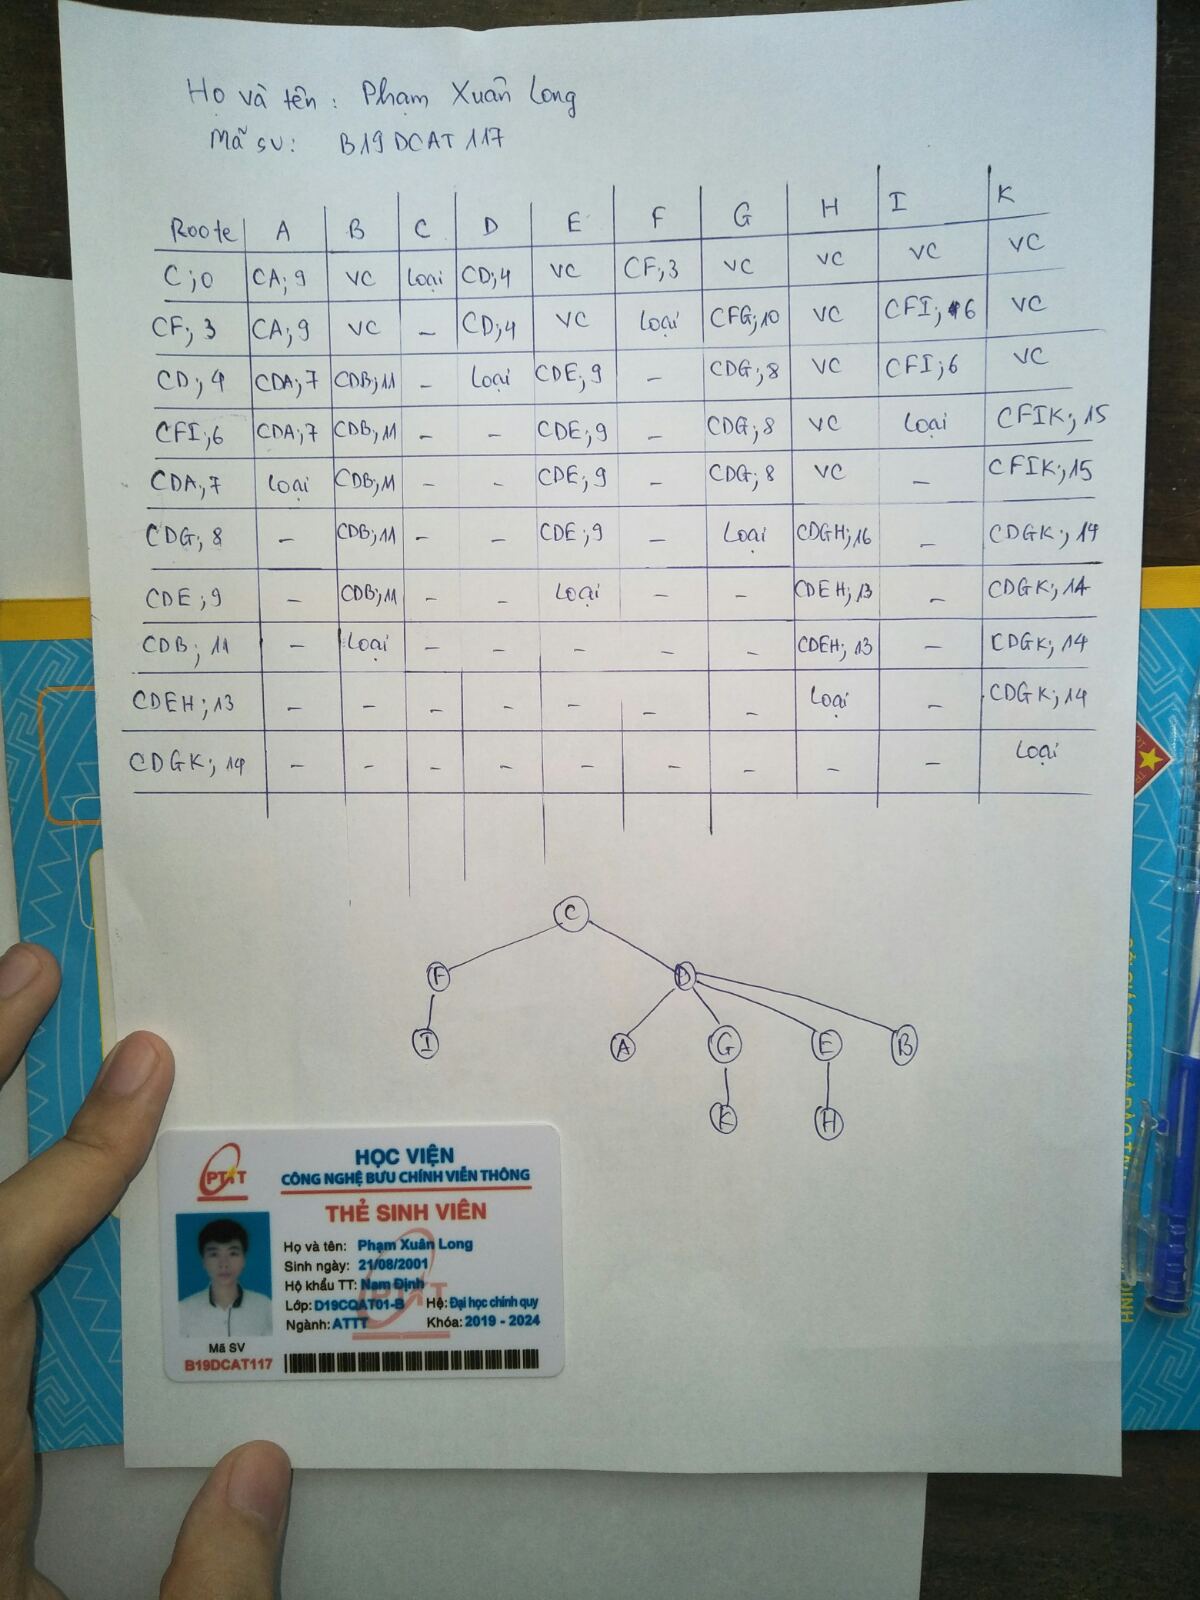 Họ và tên: Phạm Xuân Long
Mã sv: B19DCAT117
Roote A B C D E F G H I K
C;0 CA;9 VC Loại CD;4 VC CF;3 VC VC VC VC
CF;3 CA;9 VC – CD;4 VC Loại CFG;10 VC CFI;6 VC
CD;4 CDA;7 CDB;11 – Loại CDE;9 – CDG;8 VC CFI;6 VC
CFI;6 CDA;7 CDB;11 – – CDE;9 – CDG;8 VC Loại CFIK;15
CDA;7 Loại CDB;11 – – CDE;9 – CDG;8 VC – CFIK;15
CDG;8 – CDB;11 – – CDE;9 – Loại CDGH;16 – CDGK;14
CDE;9 – CDB;11 – – Loại – – CDEH;13 – CDGK;14
CDB;11 – Loại – – – – – CDEH;13 – CDGK;14
CDEH;13 – – – – – – – Loại – CDGK;14
CDGK;14 – – – – – – – – – Loại
C
F D
I A G E B
K H
PTIT
HỌC VIỆN
CÔNG NGHỆ BƯU CHÍNH VIỄN THÔNG
THẺ SINH VIÊN
Họ và tên: Phạm Xuân Long
Sinh ngày: 21/08/2001
Hộ khẩu TT: Nam Định
Lớp: D19CQAT01-B Hệ: Đại học chính quy
Ngành: ATTT Khóa: 2019 - 2024
Mã SV
B19DCAT117